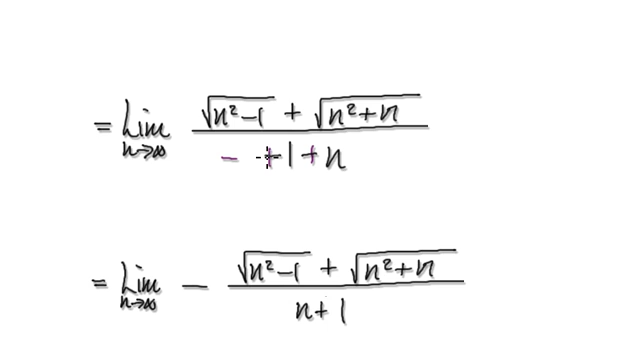 = lim n→∞ (√(n²-1) + √(n²+n)) / (- +1+n)
= lim n→∞ - (√(n²-1) + √(n²+n)) / (n+1)